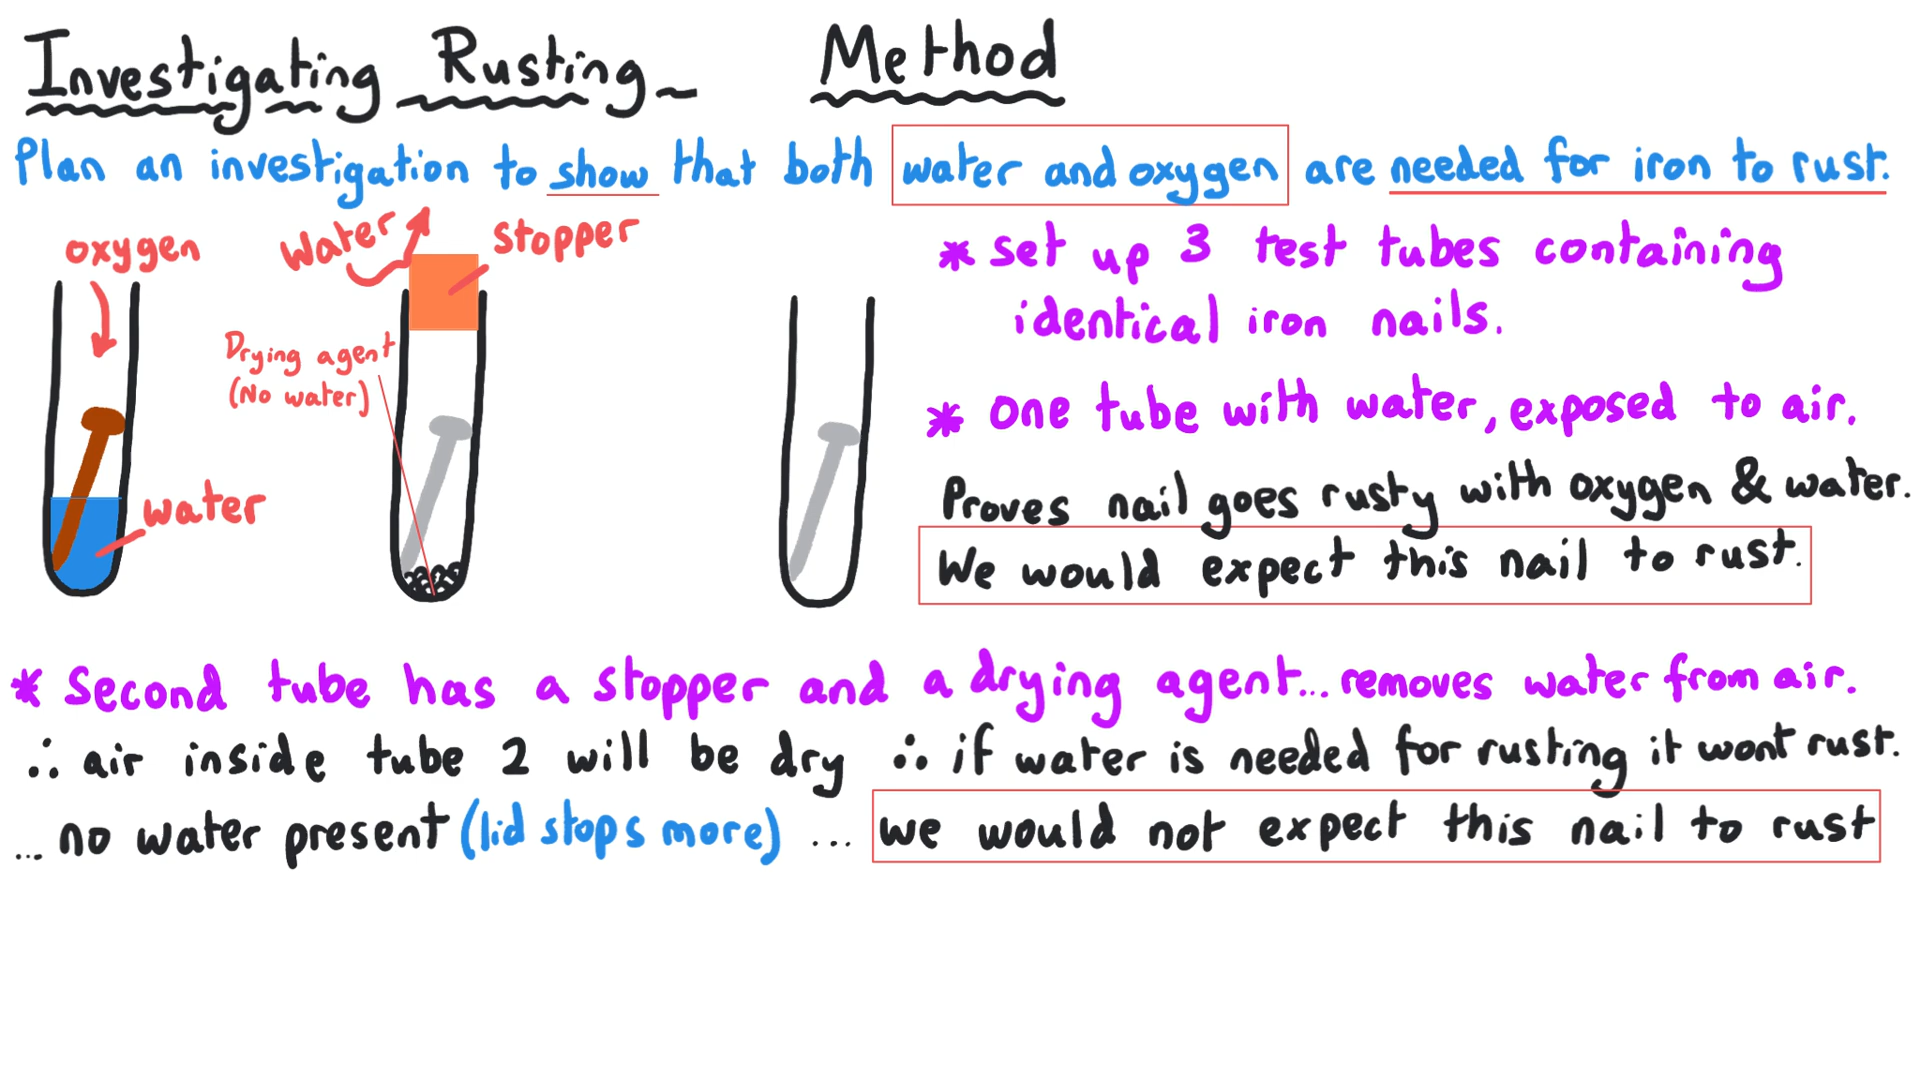 Investigating Rusting
Method
Plan an investigation to show that both water and oxygen are needed for iron to rust.
oxygen
water
stopper
Drying agent
(No water)
water
* set up 3 test tubes containing
identical iron nails.
* one tube with water, exposed to air.
Proves nail goes rusty with oxygen & water.
We would expect this nail to rust.
* second tube has a stopper and a drying agent... removes water from air.
∴ air inside tube 2 will be dry ∴ if water is needed for rusting it wont rust.
... no water present (lid stops more) ... we would not expect this nail to rust